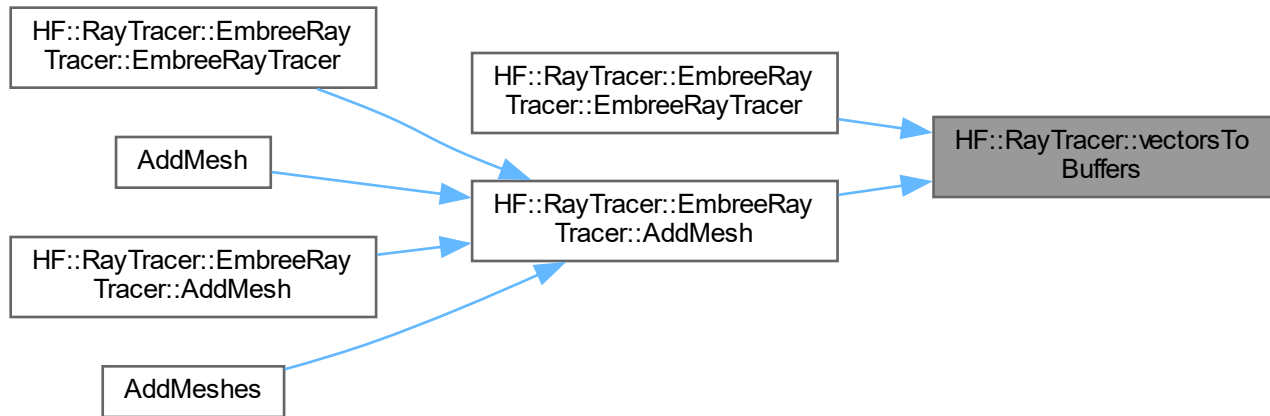 HF::RayTracer::EmbreeRay
Tracer::EmbreeRayTracer
AddMesh
HF::RayTracer::EmbreeRay
Tracer::AddMesh
AddMeshes
HF::RayTracer::EmbreeRay
Tracer::EmbreeRayTracer
HF::RayTracer::EmbreeRay
Tracer::AddMesh
HF::RayTracer::vectorsTo
Buffers